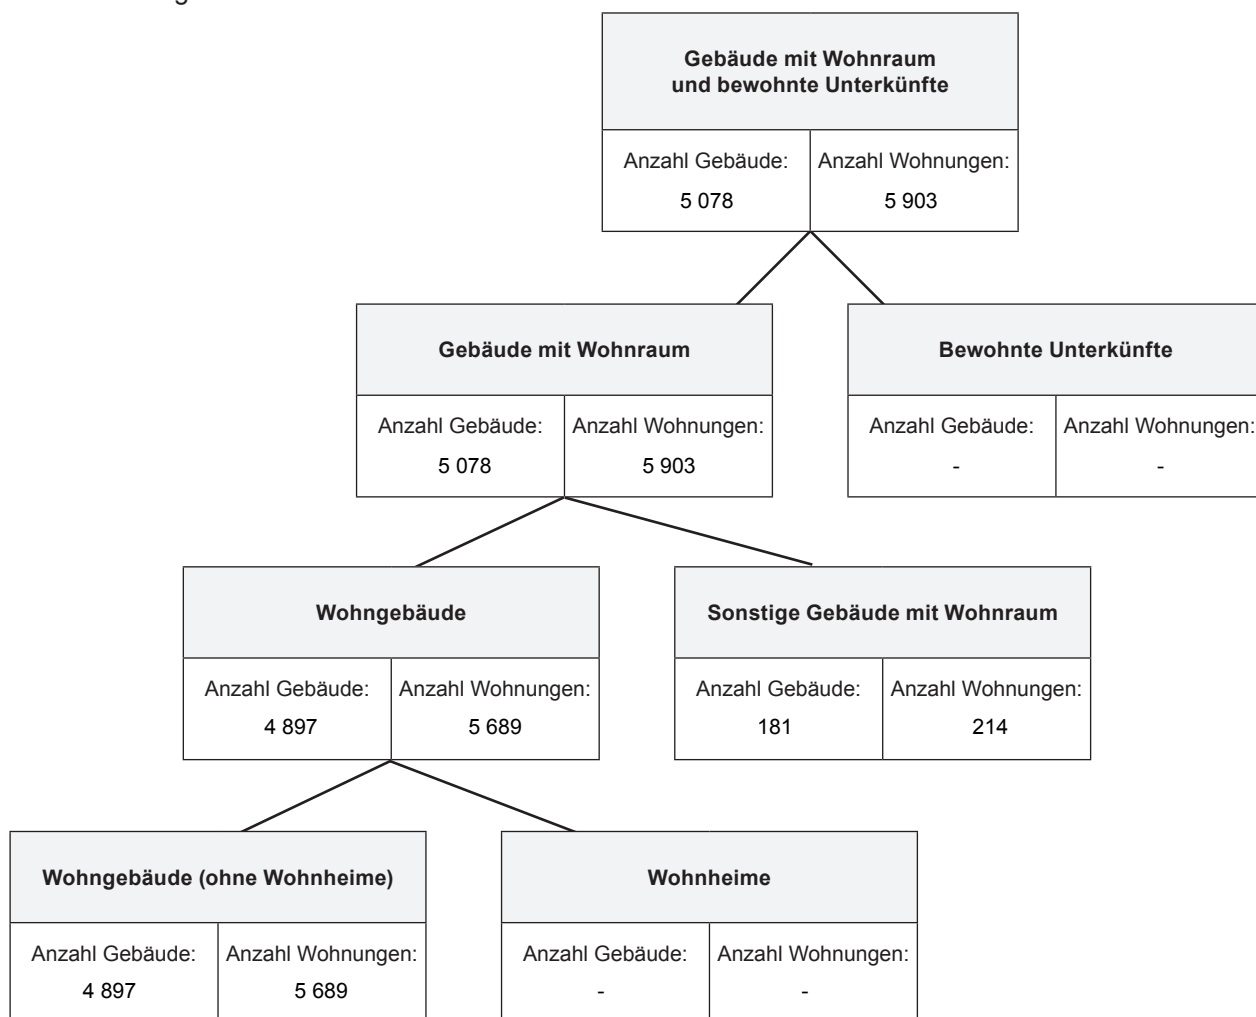 Gebäude mit Wohnraum
und bewohnte Unterkünfte
Anzahl Gebäude: Anzahl Wohnungen:
5 078 5 903
Gebäude mit Wohnraum
Anzahl Gebäude: Anzahl Wohnungen:
5 078 5 903
Bewohnte Unterkünfte
Anzahl Gebäude: Anzahl Wohnungen:
- -
Wohngebäude
Anzahl Gebäude: Anzahl Wohnungen:
4 897 5 689
Sonstige Gebäude mit Wohnraum
Anzahl Gebäude: Anzahl Wohnungen:
181 214
Wohngebäude (ohne Wohnheime)
Anzahl Gebäude: Anzahl Wohnungen:
4 897 5 689
Wohnheime
Anzahl Gebäude: Anzahl Wohnungen:
- -